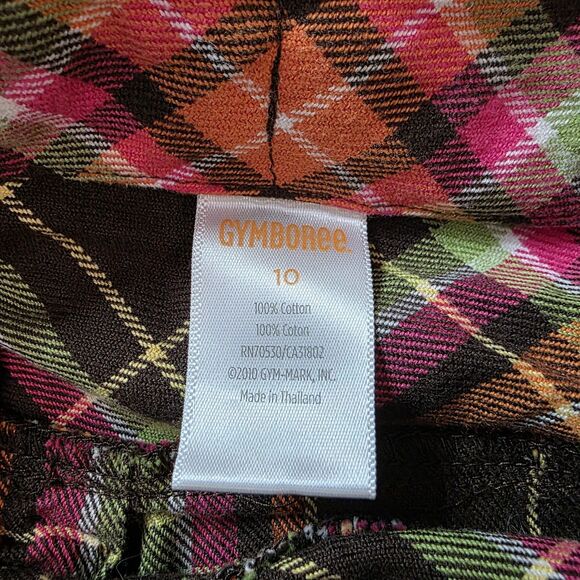 GYMBOREE.
10
100% Cotton
100% Coton
RN70530/CA31802
©2010 GYM-MARK, INC.
Made in Thailand